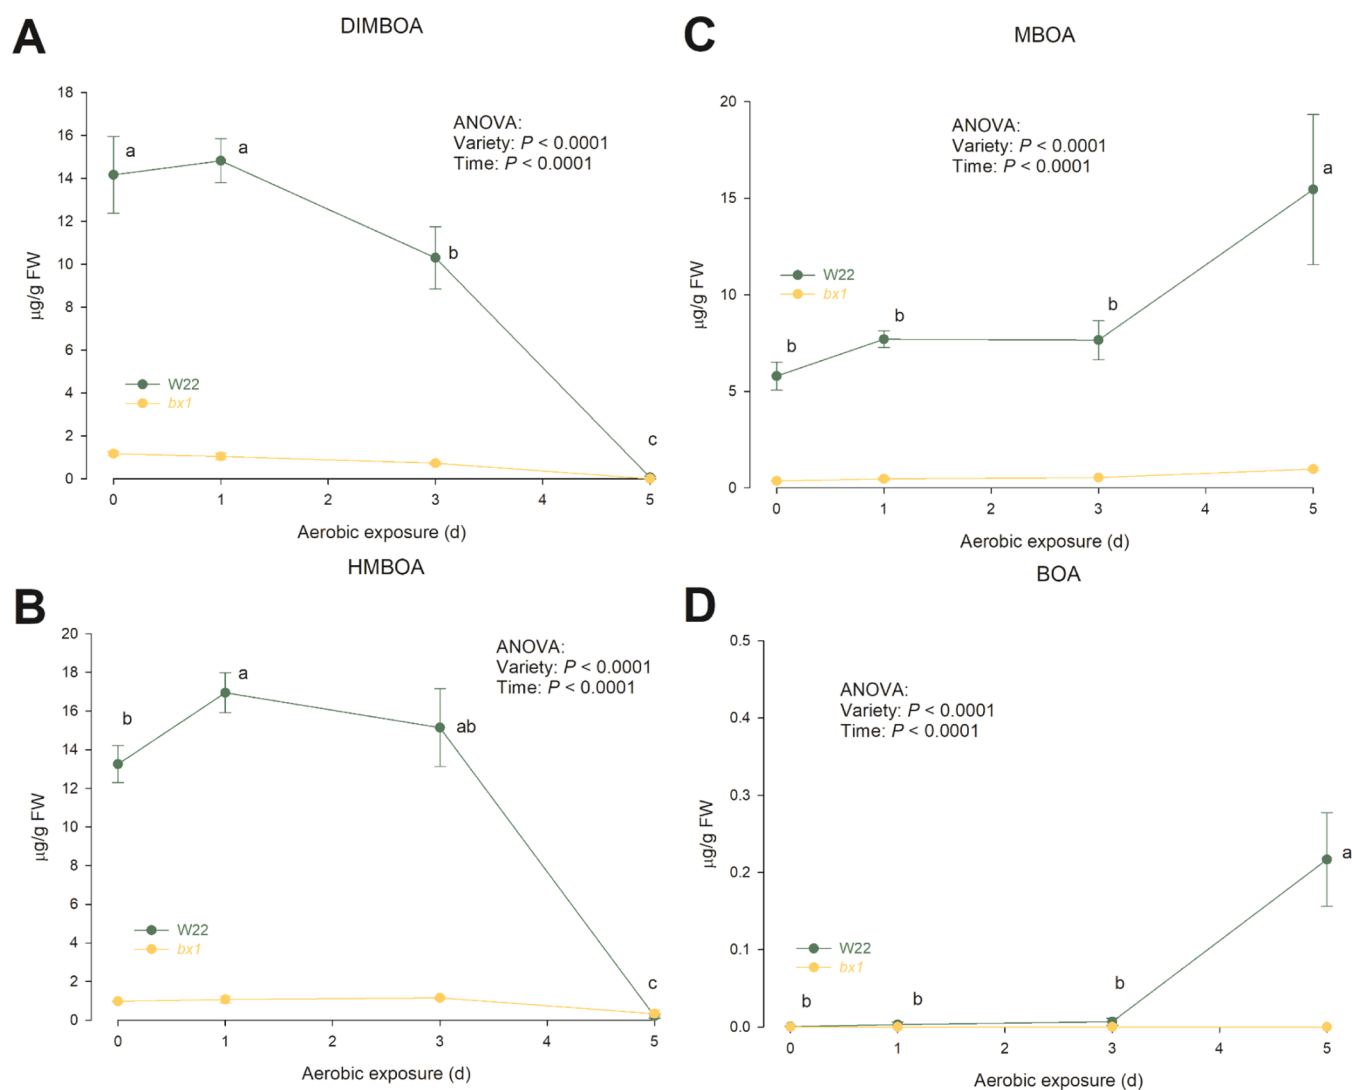 A
DIMBOA
18
16
14
12
10
8
6
4
2
0
µg/g FW
a
a
b
c
ANOVA:
Variety: P < 0.0001
Time: P < 0.0001
W22
bx1
0
1
2
3
4
5
Aerobic exposure (d)
B
HMBOA
20
18
16
14
12
10
8
6
4
2
0
µg/g FW
b
a
ab
c
ANOVA:
Variety: P < 0.0001
Time: P < 0.0001
W22
bx1
0
1
2
3
4
5
Aerobic exposure (d)
C
MBOA
20
15
10
5
0
µg/g FW
ANOVA:
Variety: P < 0.0001
Time: P < 0.0001
W22
bx1
b
b
b
a
0
1
2
3
4
5
Aerobic exposure (d)
D
BOA
0.5
0.4
0.3
0.2
0.1
0.0
µg/g FW
ANOVA:
Variety: P < 0.0001
Time: P < 0.0001
W22
bx1
b
b
b
a
0
1
2
3
4
5
Aerobic exposure (d)